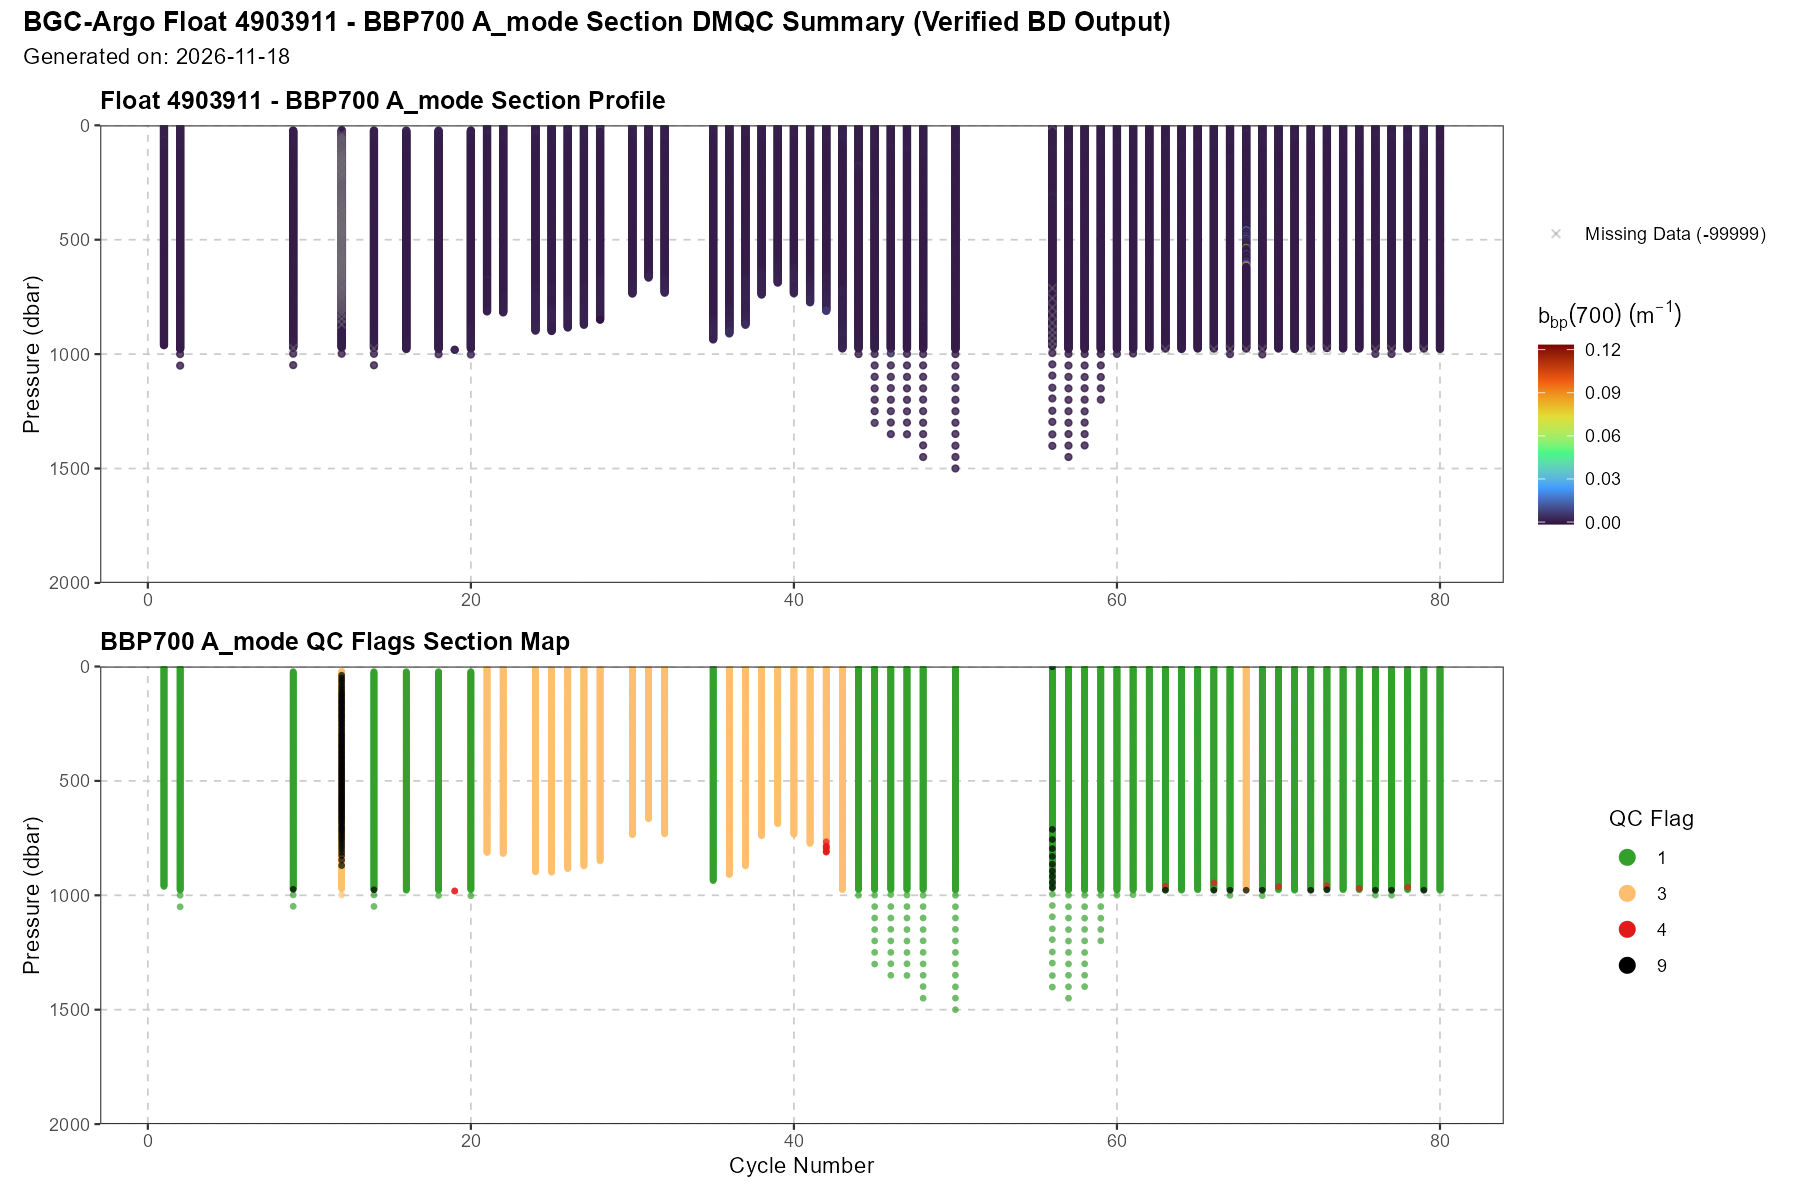 BGC-Argo Float 4903911 - BBP700 A_mode Section DMQC Summary (Verified BD Output)
Generated on: 2026-11-18
Float 4903911 - BBP700 A_mode Section Profile
Pressure (dbar)
0
500
1000
1500
2000
0 20 40 60 80
Missing Data (-99999)
bbp(700) (m⁻¹)
0.12
0.09
0.06
0.03
0.00
BBP700 A_mode QC Flags Section Map
Pressure (dbar)
0
500
1000
1500
2000
0 20 40 60 80
Cycle Number
QC Flag
1
3
4
9